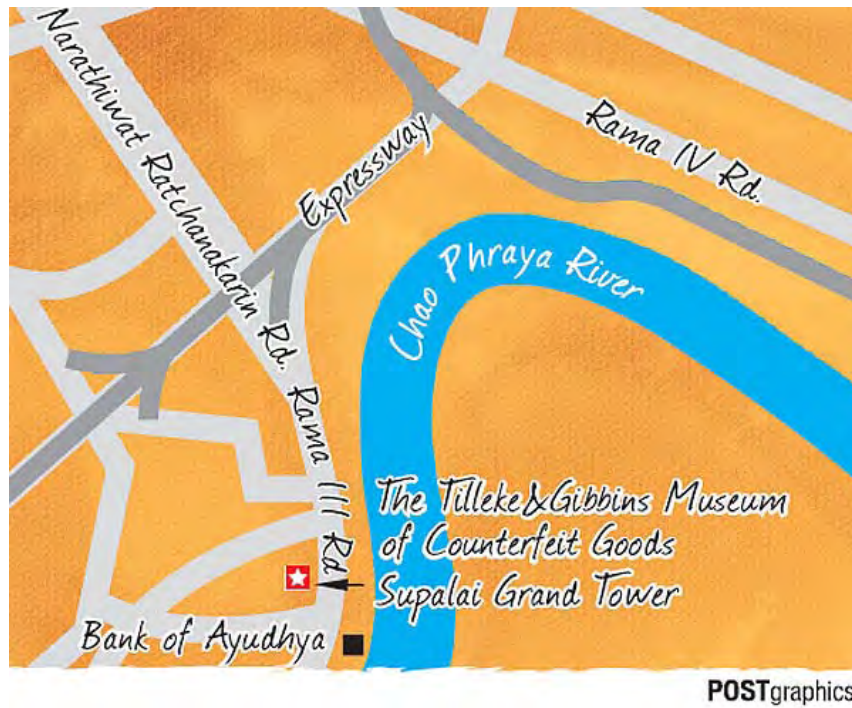 Narathiwat Ratchanakarin Rd.
Expressway
Rama IV Rd.
Chao Phraya River
Rama III Rd
The Tilleke&Gibbins Museum
of Counterfeit Goods
Supalai Grand Tower
Bank of Ayudhya
POSTgraphics